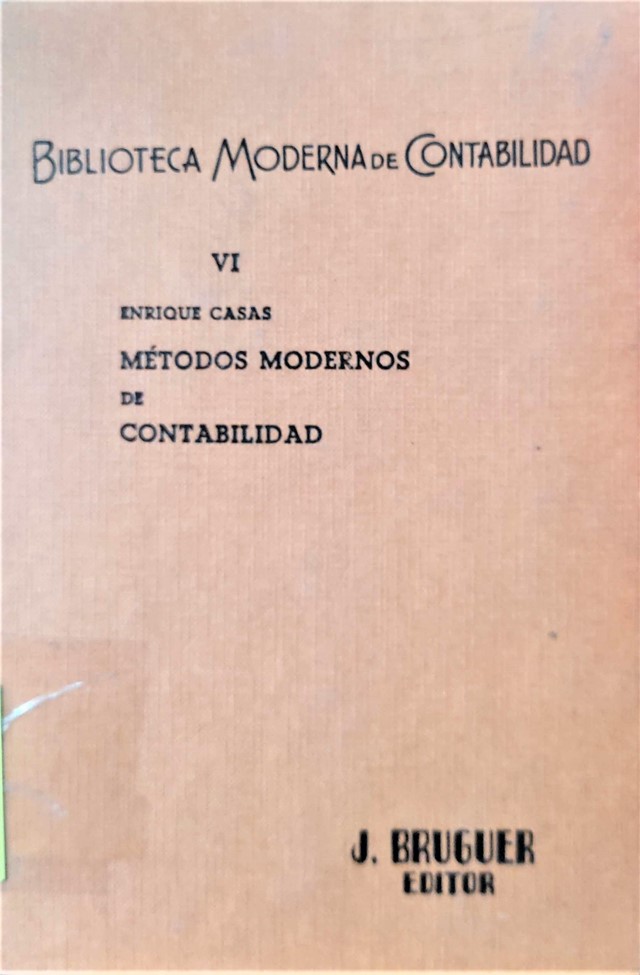 BIBLIOTECA MODERNA DE CONTABILIDAD
VI
ENRIQUE CASAS
MÉTODOS MODERNOS
DE
CONTABILIDAD
J. BRUGUER
EDITOR